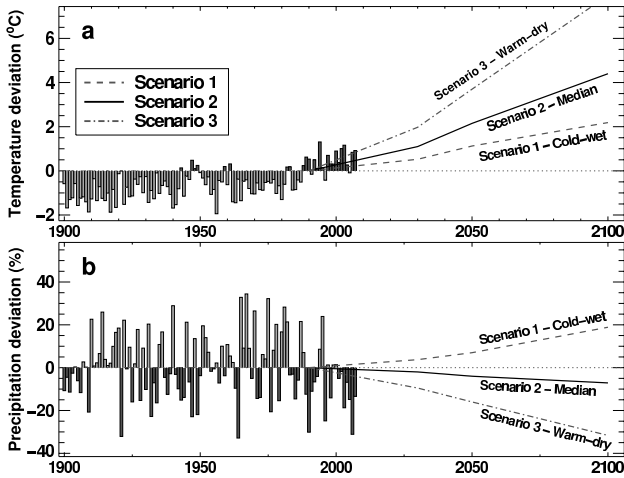 a
Temperature deviation (⁰C)
6
4
2
0
−2
Scenario 1
Scenario 2
Scenario 3
Scenario 3 − Warm−dry
Scenario 2 − Median
Scenario 1 − Cold−wet
1900 1950 2000 2050 2100
b
Precipitation deviation (%)
40
20
0
−20
−40
Scenario 1 − Cold−wet
Scenario 2 − Median
Scenario 3 − Warm−dry
1900 1950 2000 2050 2100